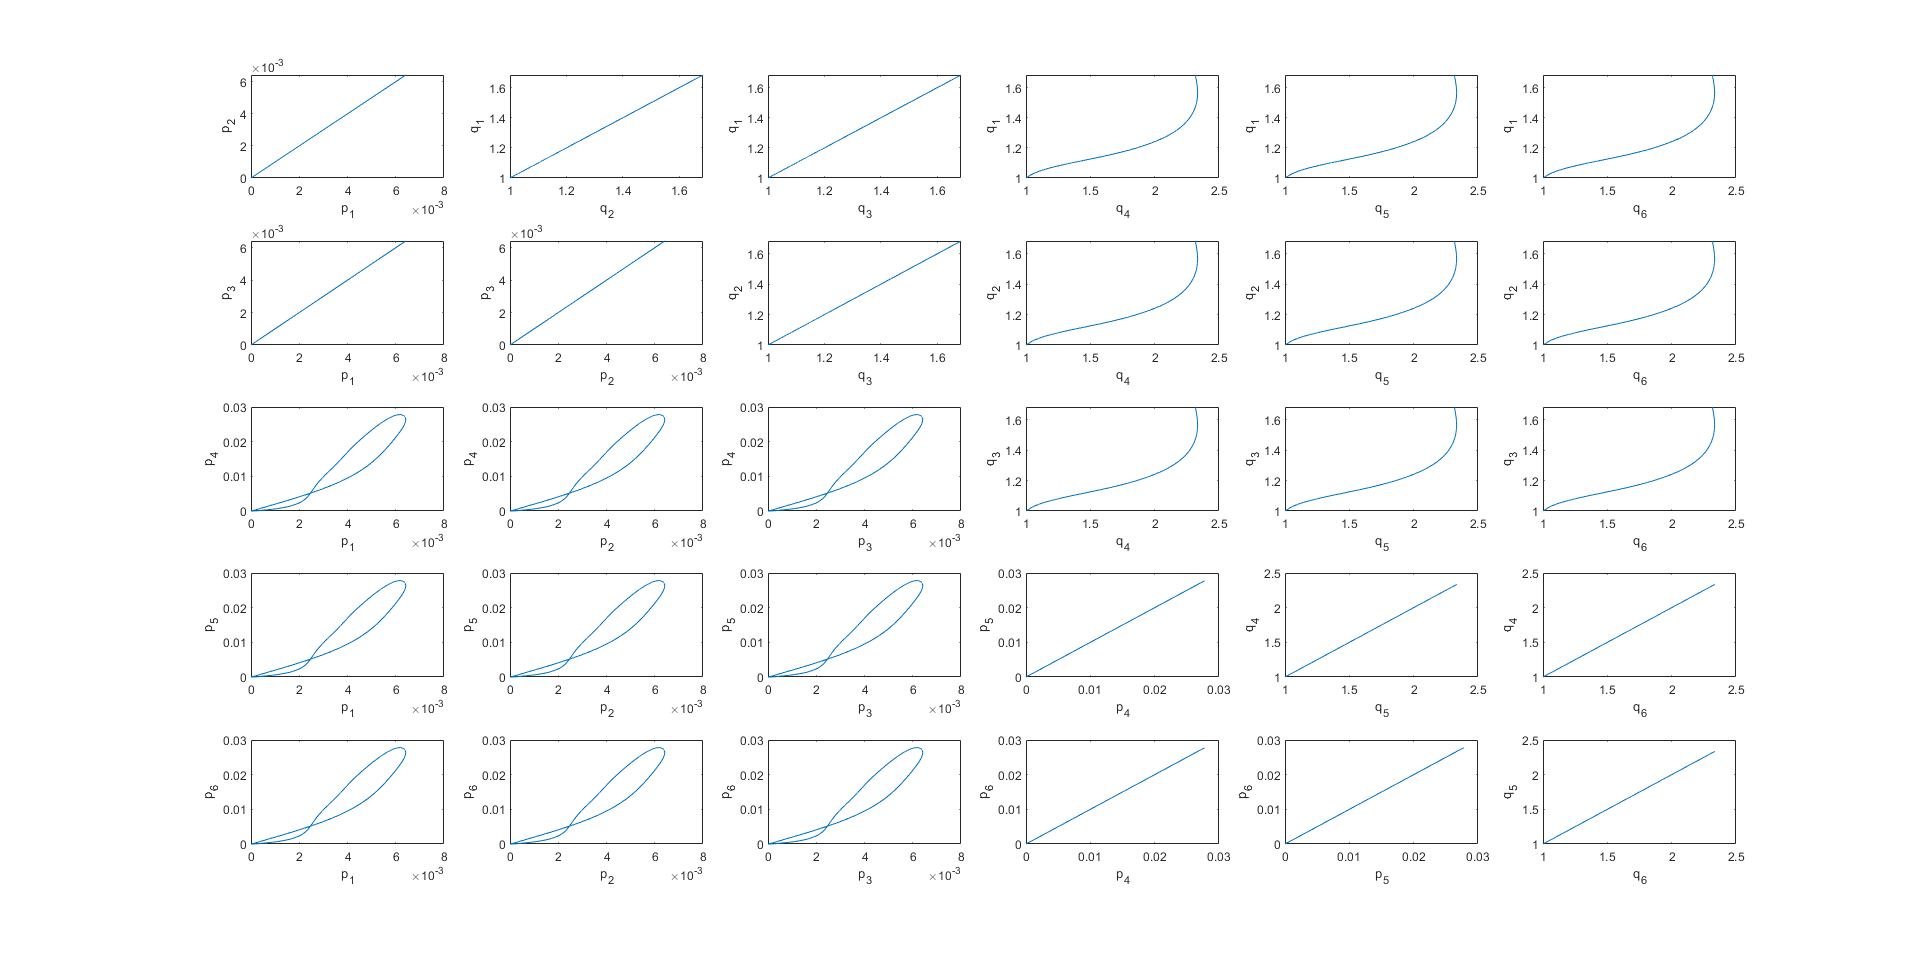 ×10⁻³
6
4
2
0
p₂
0 2 4 6 8
p₁ ×10⁻³
1.6
1.4
1.2
1
q₁
1 1.2 1.4 1.6
q₂
1.6
1.4
1.2
1
q₁
1 1.2 1.4 1.6
q₃
1.6
1.4
1.2
1
q₁
1 1.5 2 2.5
q₄
1.6
1.4
1.2
1
q₁
1 1.5 2 2.5
q₅
1.6
1.4
1.2
1
q₁
1 1.5 2 2.5
q₆
×10⁻³
6
4
2
0
p₃
0 2 4 6 8
p₁ ×10⁻³
×10⁻³
6
4
2
0
p₃
0 2 4 6 8
p₂ ×10⁻³
1.6
1.4
1.2
1
q₂
1 1.2 1.4 1.6
q₃
1.6
1.4
1.2
1
q₂
1 1.5 2 2.5
q₄
1.6
1.4
1.2
1
q₂
1 1.5 2 2.5
q₅
1.6
1.4
1.2
1
q₂
1 1.5 2 2.5
q₆
0.03
0.02
0.01
0
p₄
0 2 4 6 8
p₁ ×10⁻³
0.03
0.02
0.01
0
p₄
0 2 4 6 8
p₂ ×10⁻³
0.03
0.02
0.01
0
p₄
0 2 4 6 8
p₃ ×10⁻³
1.6
1.4
1.2
1
q₃
1 1.5 2 2.5
q₄
1.6
1.4
1.2
1
q₃
1 1.5 2 2.5
q₅
1.6
1.4
1.2
1
q₃
1 1.5 2 2.5
q₆
0.03
0.02
0.01
0
p₅
0 2 4 6 8
p₁ ×10⁻³
0.03
0.02
0.01
0
p₅
0 2 4 6 8
p₂ ×10⁻³
0.03
0.02
0.01
0
p₅
0 2 4 6 8
p₃ ×10⁻³
0.03
0.02
0.01
0
p₅
0 0.01 0.02 0.03
p₄
2.5
2
1.5
1
q₄
1 1.5 2 2.5
q₅
2.5
2
1.5
1
q₄
1 1.5 2 2.5
q₆
0.03
0.02
0.01
0
p₆
0 2 4 6 8
p₁ ×10⁻³
0.03
0.02
0.01
0
p₆
0 2 4 6 8
p₂ ×10⁻³
0.03
0.02
0.01
0
p₆
0 2 4 6 8
p₃ ×10⁻³
0.03
0.02
0.01
0
p₆
0 0.01 0.02 0.03
p₄
0.03
0.02
0.01
0
p₆
0 0.01 0.02 0.03
p₅
2.5
2
1.5
1
q₅
1 1.5 2 2.5
q₆